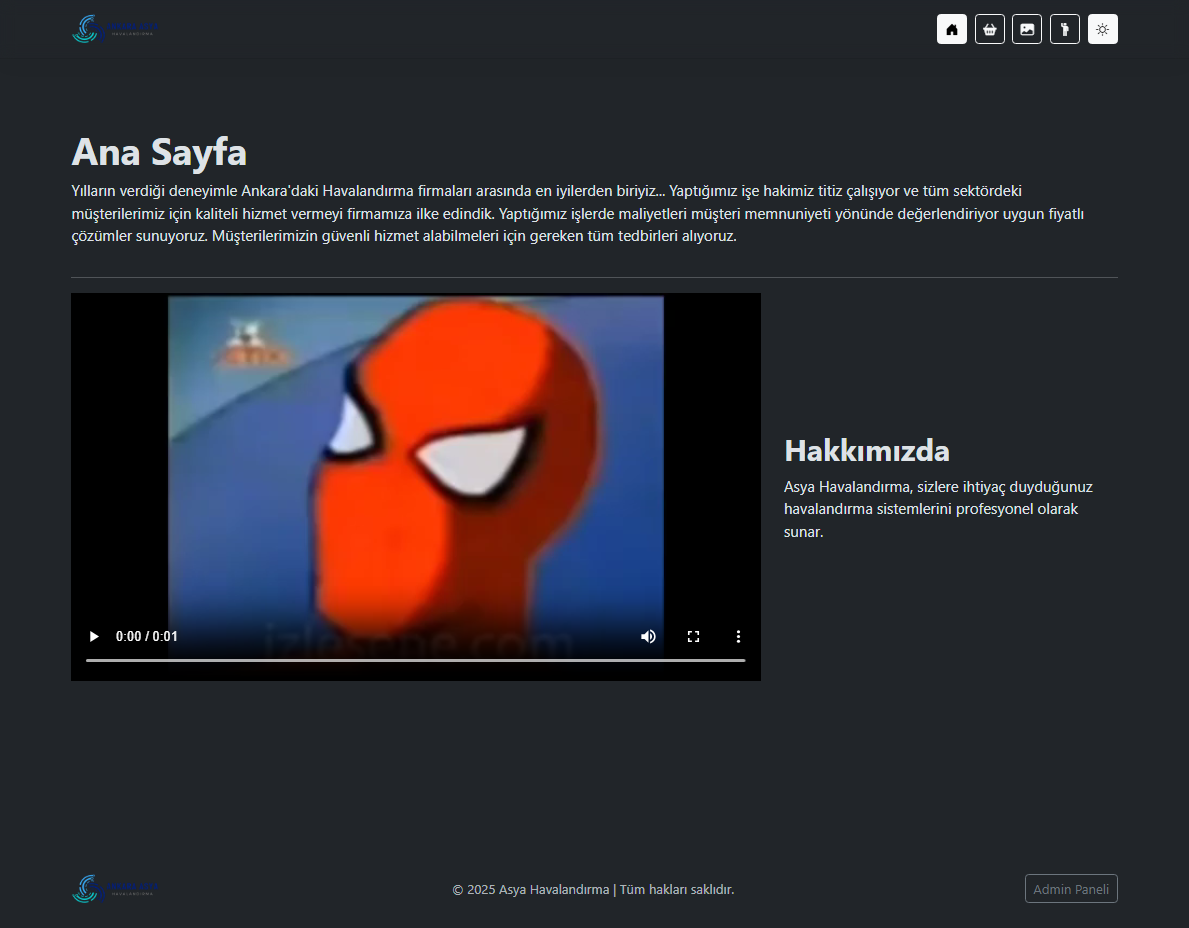 HAVALANDIRMA
Ana Sayfa
Yılların verdiği deneyimle Ankara'daki Havalandırma firmaları arasında en iyilerden biriyiz... Yaptığımız işe hakimiz titiz çalışıyor ve tüm sektördeki
müşterilerimiz için kaliteli hizmet vermeyi firmamıza ilke edindik. Yaptığımız işlerde maliyetleri müşteri memnuniyeti yönünde değerlendiriyor uygun fiyatlı
çözümler sunuyoruz. Müşterilerimizin güvenli hizmet alabilmeleri için gereken tüm tedbirleri alıyoruz.
izlesene.com
0:00 / 0:01
Hakkımızda
Asya Havalandırma, sizlere ihtiyaç duyduğunuz
havalandırma sistemlerini profesyonel olarak
sunar.
HAVALANDIRMA
© 2025 Asya Havalandırma | Tüm hakları saklıdır.
Admin Paneli